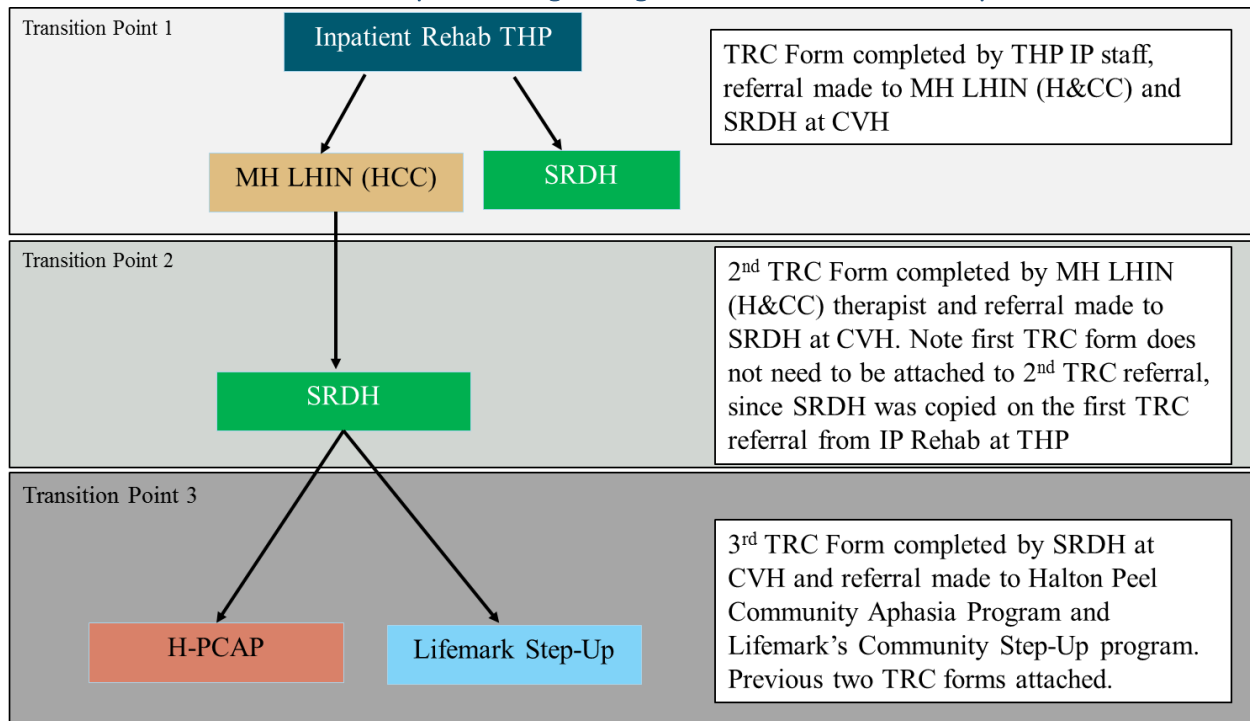 Transition Point 1
Inpatient Rehab THP
TRC Form completed by THP IP staff,
referral made to MH LHIN (H&CC) and
SRDH at CVH
MH LHIN (HCC)
SRDH
Transition Point 2
2nd TRC Form completed by MH LHIN
(H&CC) therapist and referral made to
SRDH at CVH. Note first TRC form does
not need to be attached to 2nd TRC referral,
since SRDH was copied on the first TRC
referral from IP Rehab at THP
SRDH
Transition Point 3
3rd TRC Form completed by SRDH at
CVH and referral made to Halton Peel
Community Aphasia Program and
Lifemark’s Community Step-Up program.
Previous two TRC forms attached.
H-PCAP
Lifemark Step-Up